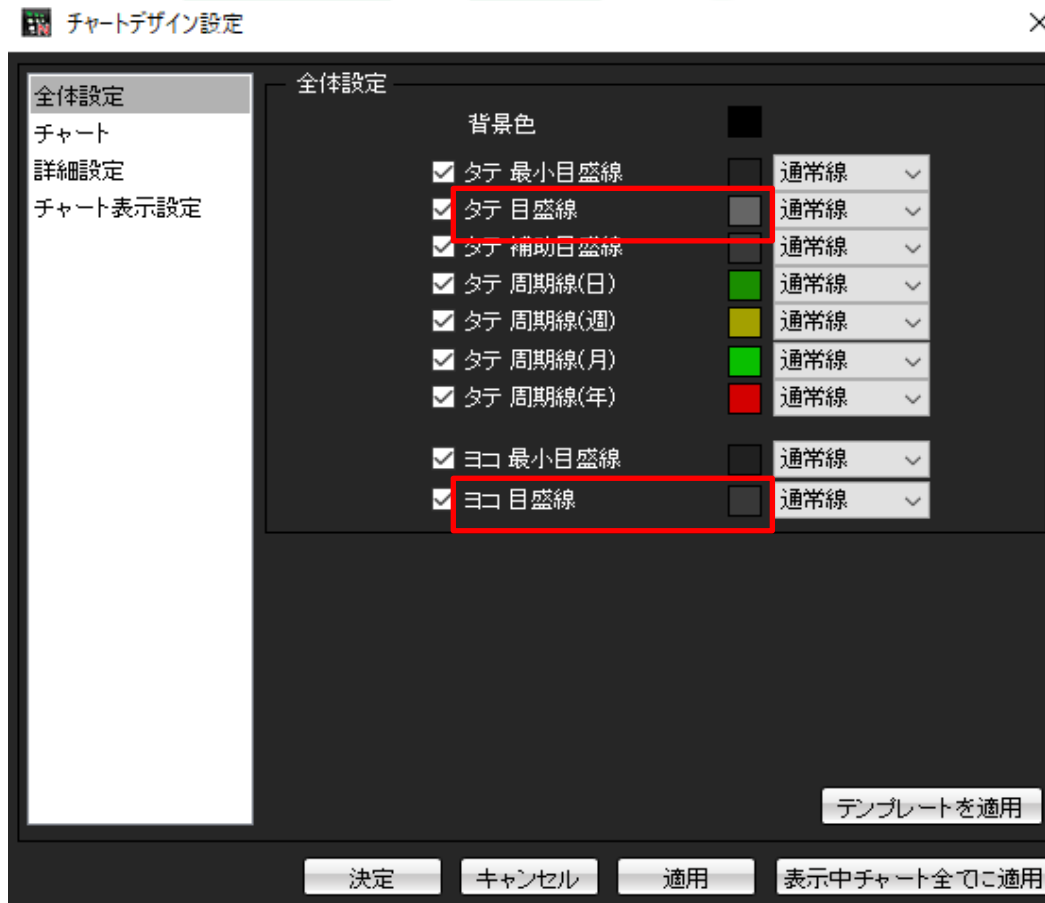 チャートデザイン設定
全体設定
チャート
詳細設定
チャート表示設定
全体設定
背景色
タテ 最小目盛線 通常線
タテ 目盛線 通常線
タテ 補助目盛線 通常線
タテ 周期線(日) 通常線
タテ 周期線(週) 通常線
タテ 周期線(月) 通常線
タテ 周期線(年) 通常線
ヨコ 最小目盛線 通常線
ヨコ 目盛線 通常線
テンプレートを適用
決定 キャンセル 適用 表示中チャート全てに適用